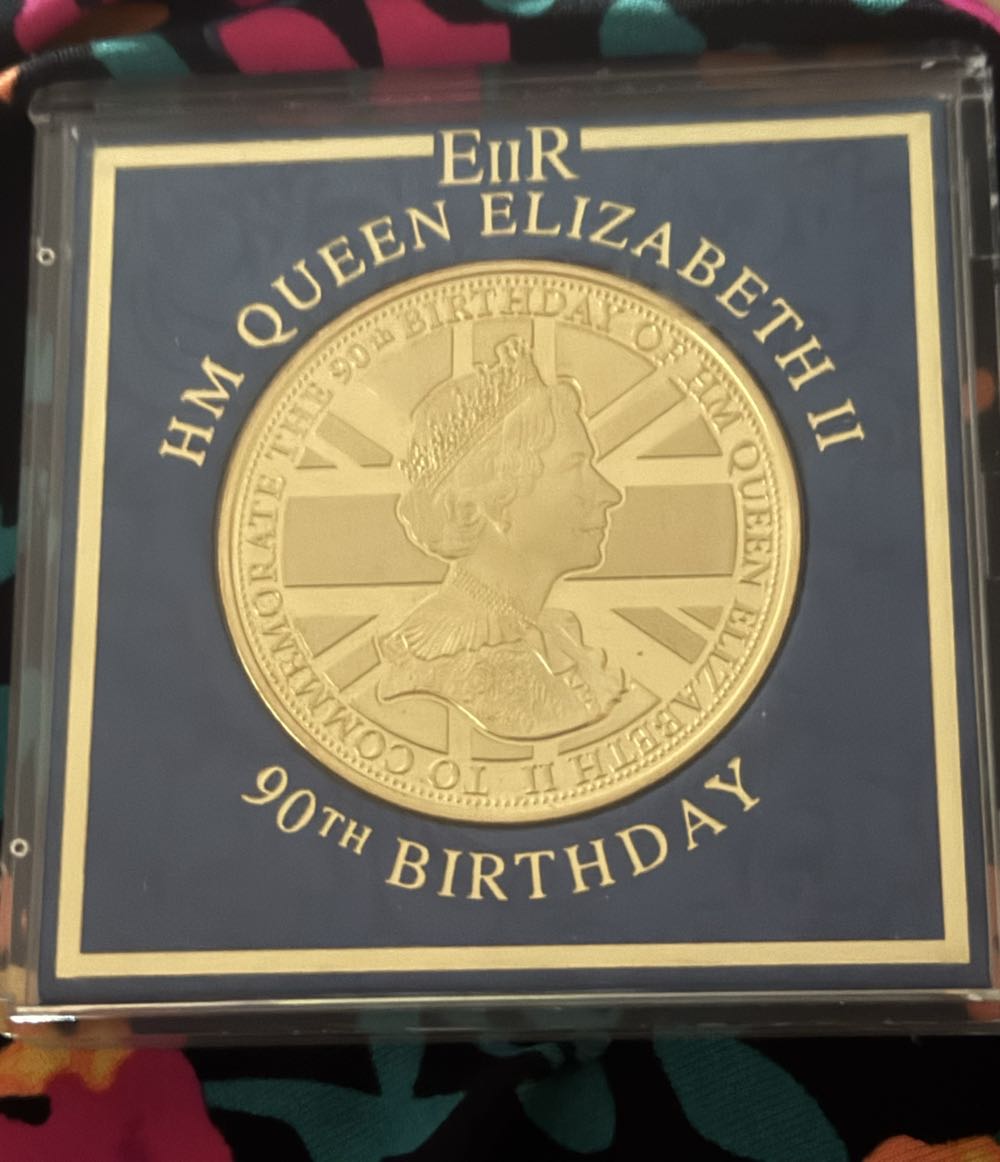 EIIR
HM QUEEN ELIZABETH II
TO COMMEMORATE THE 90th BIRTHDAY OF HM QUEEN ELIZABETH II
90TH BIRTHDAY